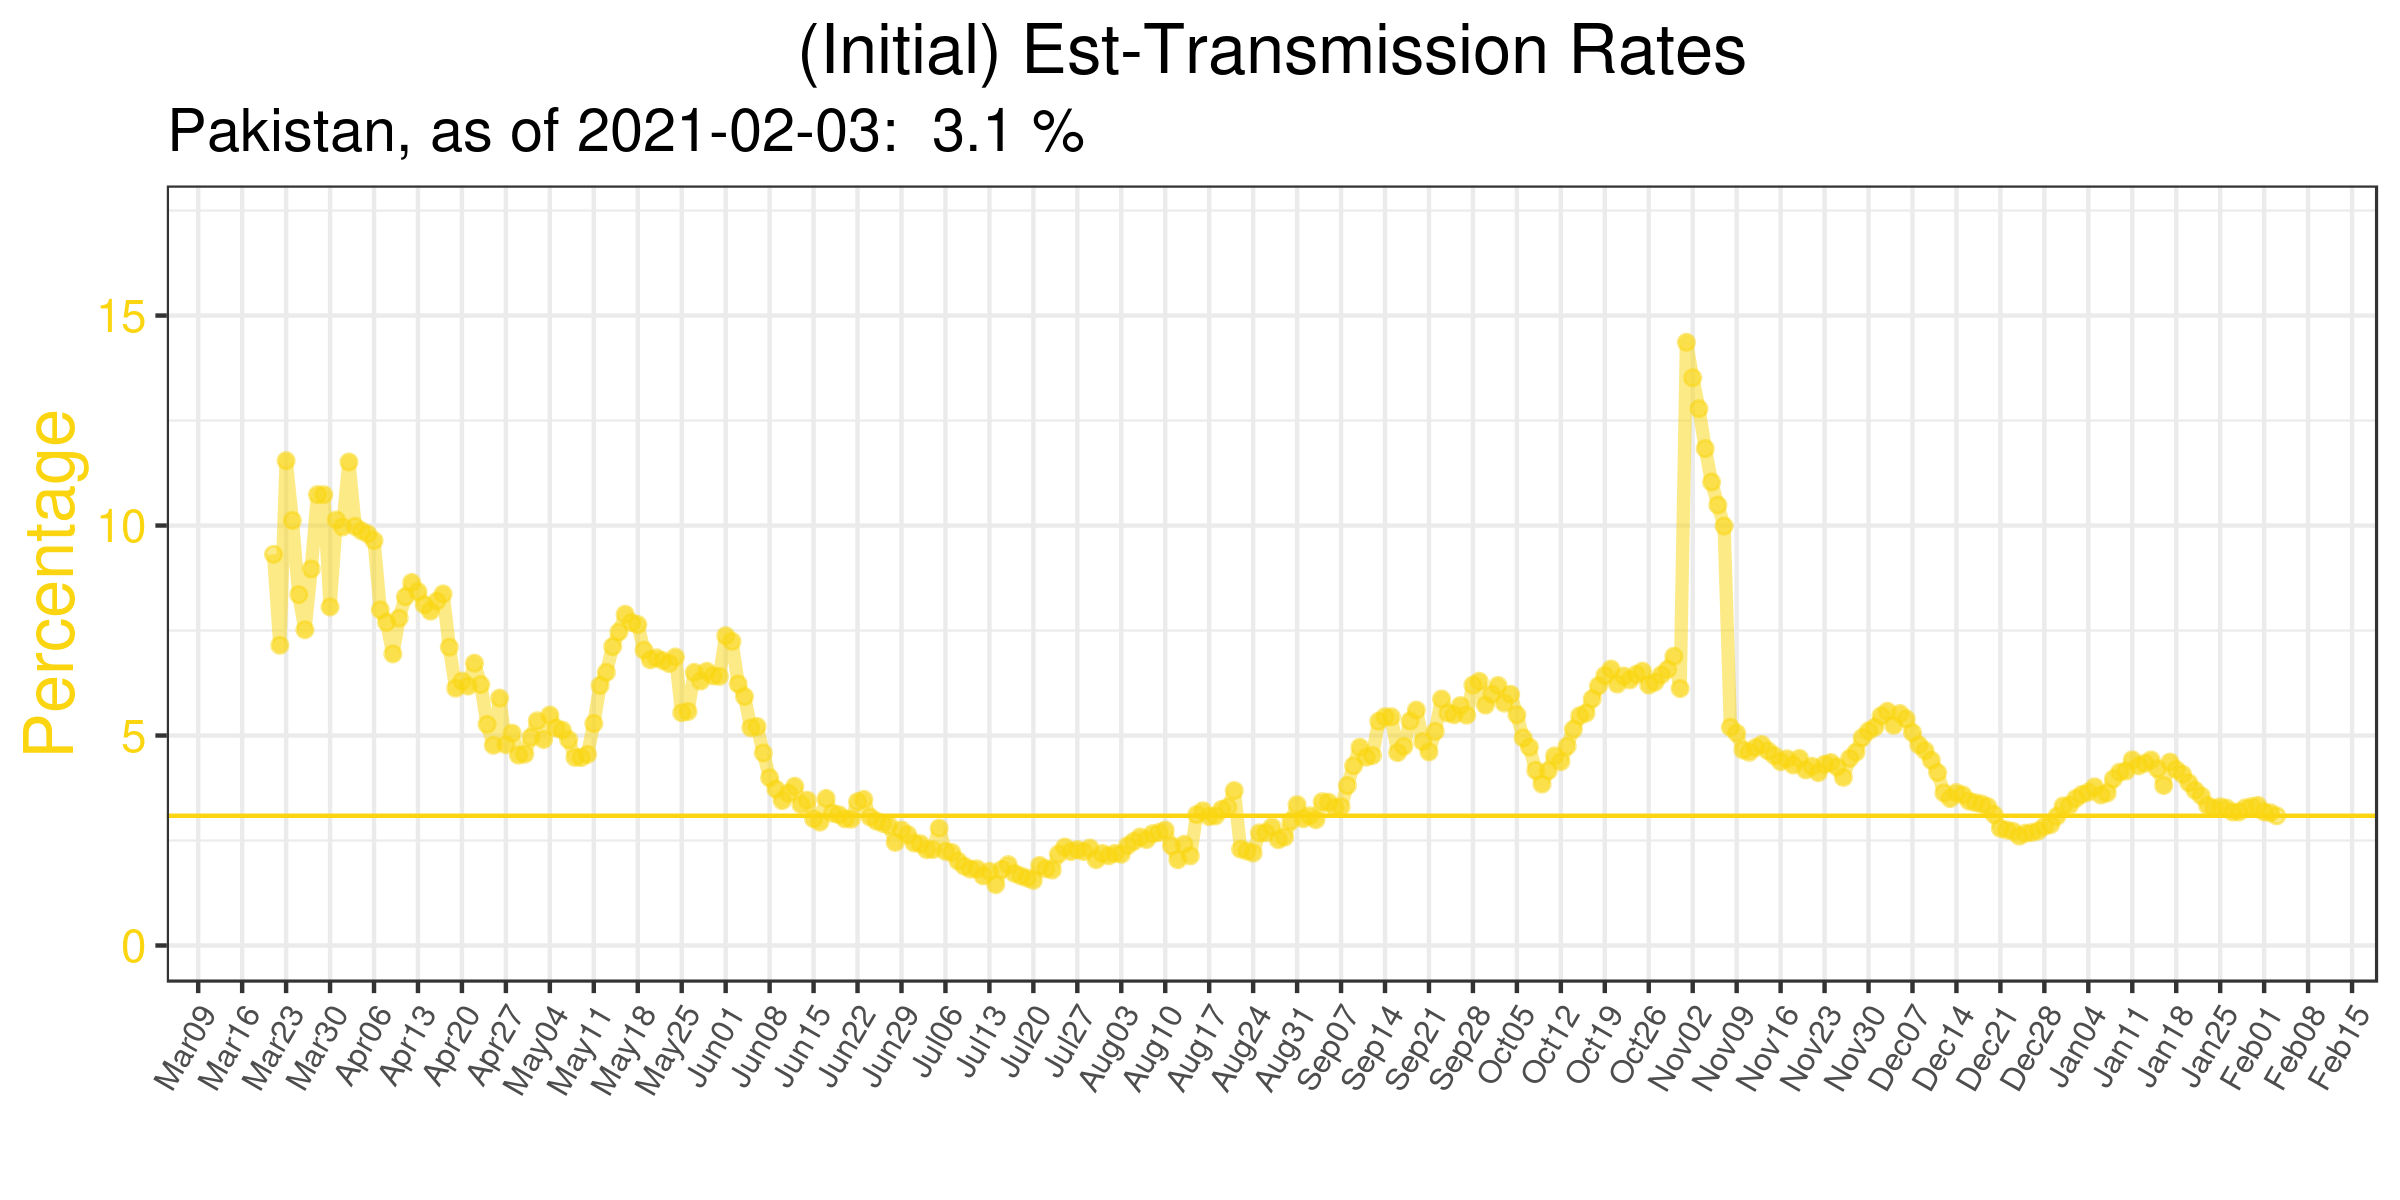 (Initial) Est-Transmission Rates
Pakistan, as of 2021-02-03:  3.1 %
Percentage
15
10
5
0
Mar09
Mar16
Mar23
Mar30
Apr06
Apr13
Apr20
Apr27
May04
May11
May18
May25
Jun01
Jun08
Jun15
Jun22
Jun29
Jul06
Jul13
Jul20
Jul27
Aug03
Aug10
Aug17
Aug24
Aug31
Sep07
Sep14
Sep21
Sep28
Oct05
Oct12
Oct19
Oct26
Nov02
Nov09
Nov16
Nov23
Nov30
Dec07
Dec14
Dec21
Dec28
Jan04
Jan11
Jan18
Jan25
Feb01
Feb08
Feb15